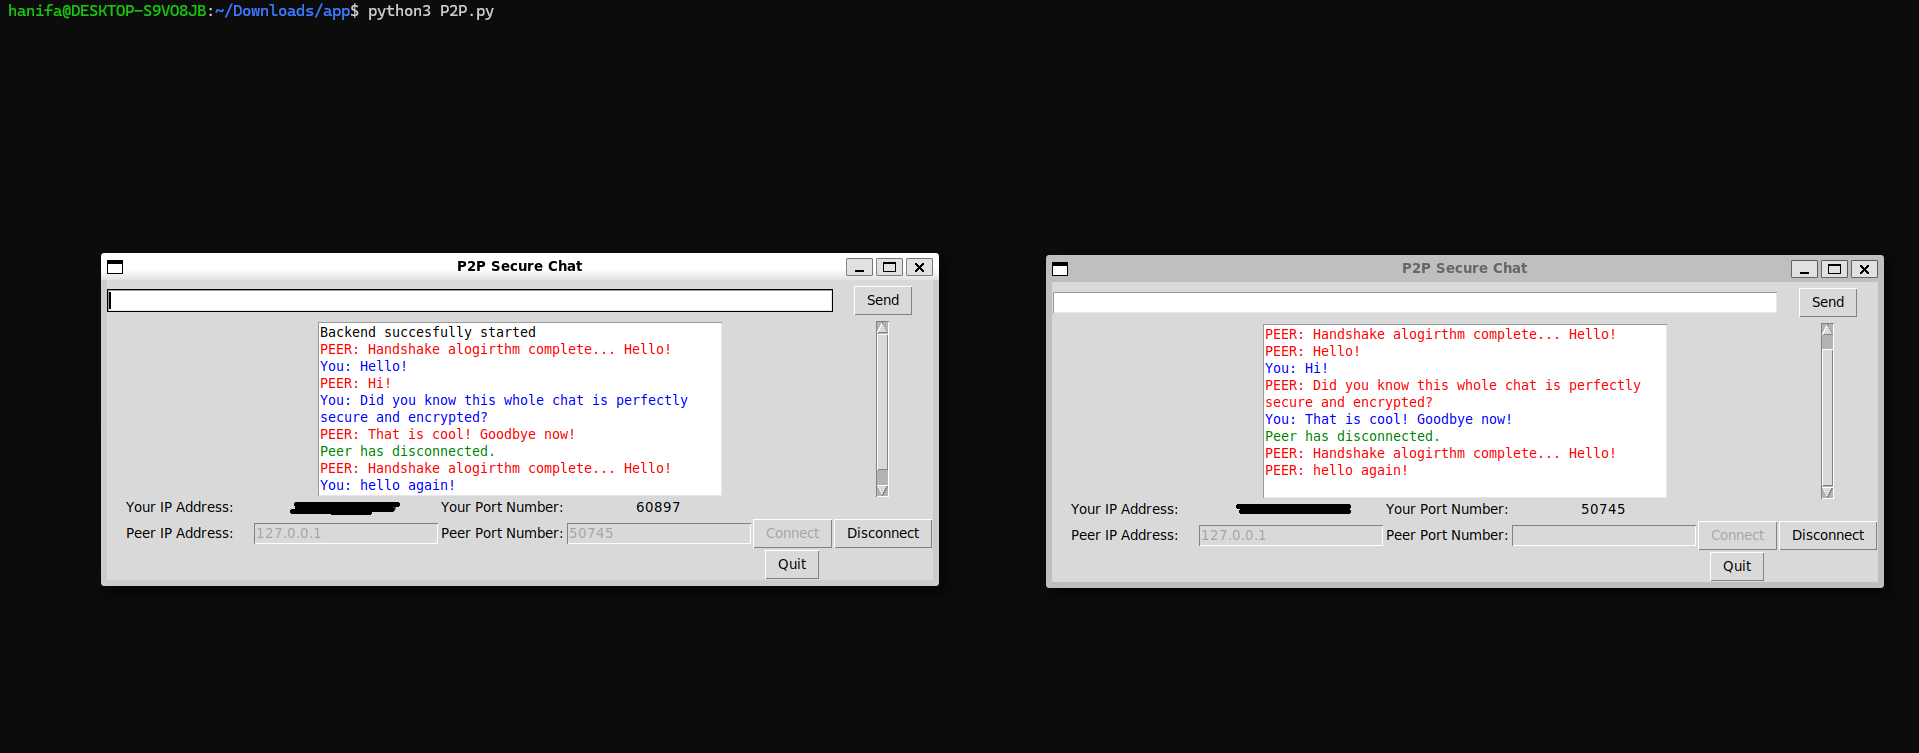 hanifa@DESKTOP-S9VO8JB:~/Downloads/app$ python3 P2P.py
P2P Secure Chat
Send
Backend succesfully started
PEER: Handshake alogirthm complete... Hello!
You: Hello!
PEER: Hi!
You: Did you know this whole chat is perfectly
secure and encrypted?
PEER: That is cool! Goodbye now!
Peer has disconnected.
PEER: Handshake alogirthm complete... Hello!
You: hello again!
Your IP Address: Your Port Number: 60897
Peer IP Address: 127.0.0.1 Peer Port Number: 50745 Connect Disconnect
Quit
P2P Secure Chat
Send
PEER: Handshake alogirthm complete... Hello!
PEER: Hello!
You: Hi!
PEER: Did you know this whole chat is perfectly
secure and encrypted?
You: That is cool! Goodbye now!
Peer has disconnected.
PEER: Handshake alogirthm complete... Hello!
PEER: hello again!
Your IP Address: Your Port Number: 50745
Peer IP Address: 127.0.0.1 Peer Port Number: Connect Disconnect
Quit